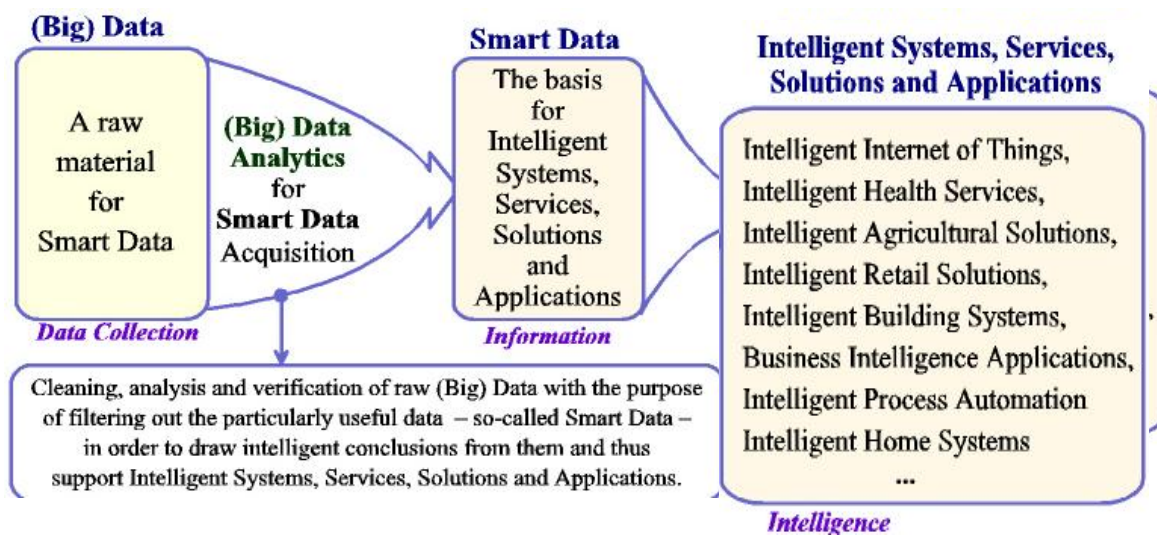 (Big) Data
A raw
material
for
Smart Data
Data Collection
(Big) Data
Analytics
for
Smart Data
Acquisition
Smart Data
The basis
for
Intelligent
Systems,
Services,
Solutions
and
Applications
Information
Intelligent Systems, Services,
Solutions and Applications
Intelligent Internet of Things,
Intelligent Health Services,
Intelligent Agricultural Solutions,
Intelligent Retail Solutions,
Intelligent Building Systems,
Business Intelligence Applications,
Intelligent Process Automation
Intelligent Home Systems
...
Intelligence
Cleaning, analysis and verification of raw (Big) Data with the purpose
of filtering out the particularly useful data – so-called Smart Data –
in order to draw intelligent conclusions from them and thus
support Intelligent Systems, Services, Solutions and Applications.